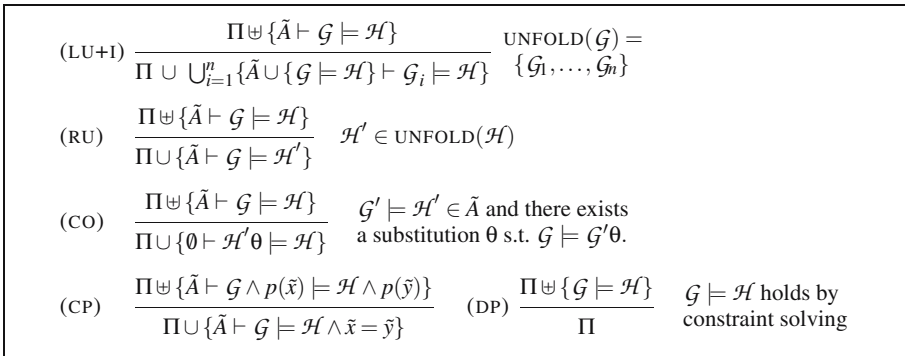 (LU+I) Π ⊎ {Ã ⊢ G ⊨ H} / Π ∪ ⋃ⁿᵢ₌₁{Ã ∪ {G ⊨ H} ⊢ Gᵢ ⊨ H} UNFOLD(G) = {G₁,…,Gₙ}
(RU) Π ⊎ {Ã ⊢ G ⊨ H} / Π ∪ {Ã ⊢ G ⊨ H′} H′ ∈ UNFOLD(H)
(CO) Π ⊎ {Ã ⊢ G ⊨ H} / Π ∪ {∅ ⊢ H′θ ⊨ H} G′ ⊨ H′ ∈ Ã and there exists
a substitution θ s.t. G ⊨ G′θ.
(CP) Π ⊎ {Ã ⊢ G ∧ p(x̃) ⊨ H ∧ p(ỹ)} / Π ∪ {Ã ⊢ G ⊨ H ∧ x̃ = ỹ} (DP) Π ⊎ {G ⊨ H} / Π G ⊨ H holds by
constraint solving